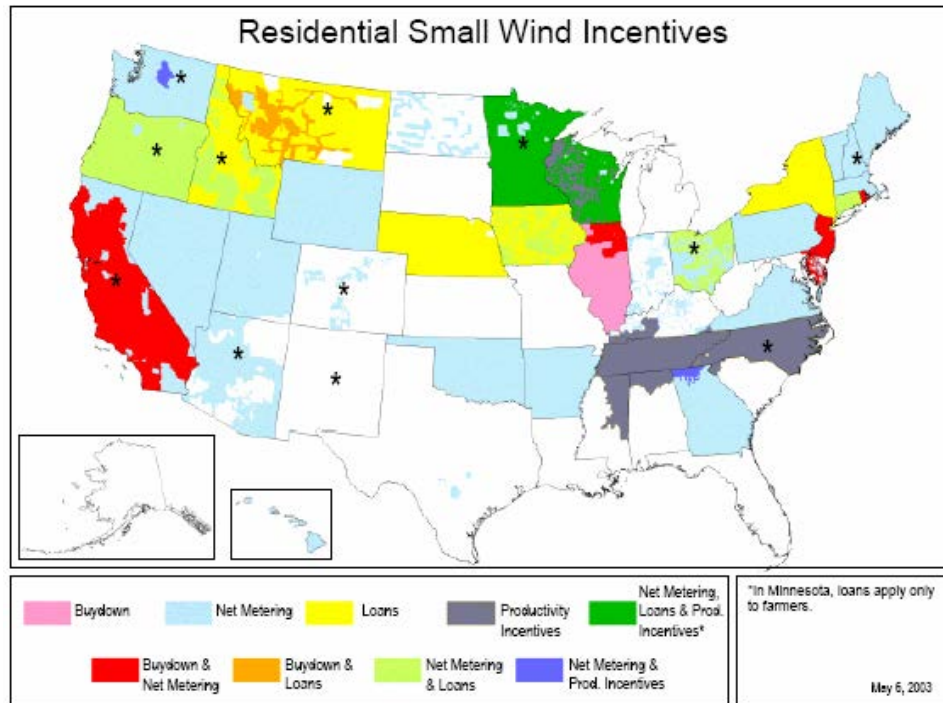 Residential Small Wind Incentives
* * * * * * * * * * * *
Buydown
Net Metering
Loans
Productivity
Incentives
Net Metering,
Loans & Prod.
Incentives*
Buydown &
Net Metering
Buydown &
Loans
Net Metering
& Loans
Net Metering &
Prod. Incentives
*In Minnesota, loans apply only
to farmers.
May 6, 2003